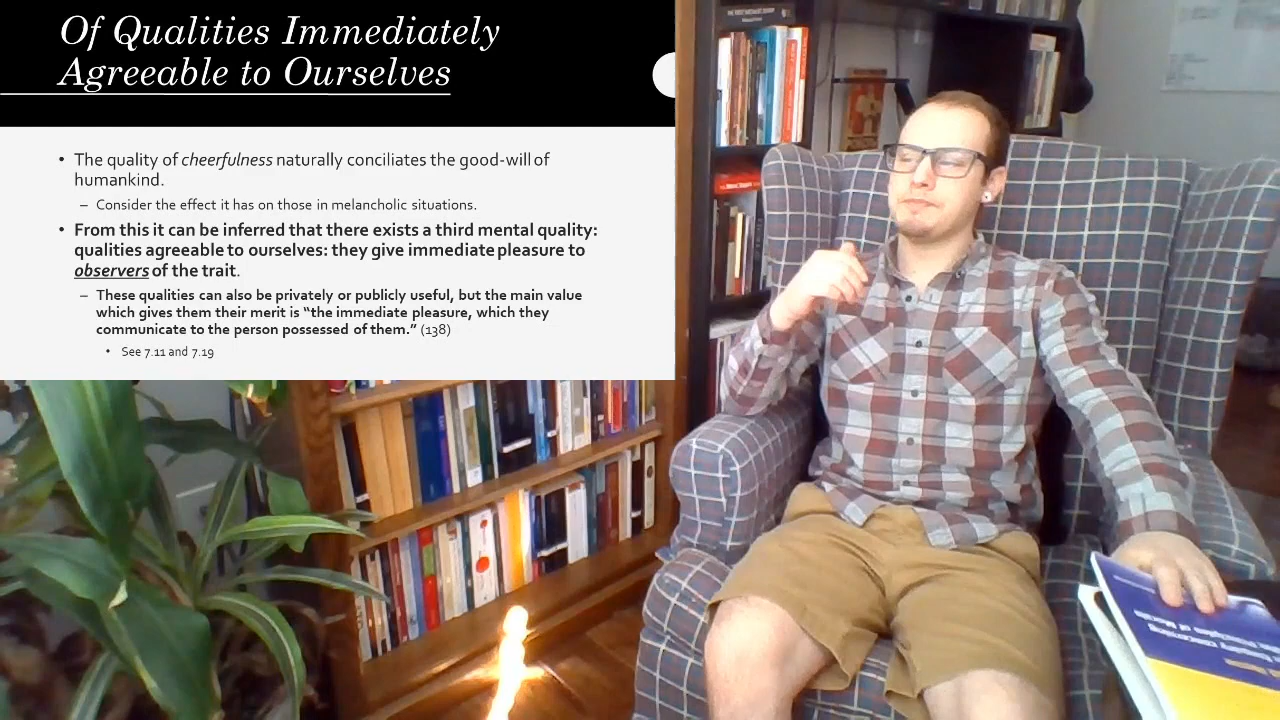 Of Qualities Immediately
Agreeable to Ourselves
• The quality of cheerfulness naturally conciliates the good-will of
humankind.
– Consider the effect it has on those in melancholic situations.
• From this it can be inferred that there exists a third mental quality:
qualities agreeable to ourselves: they give immediate pleasure to
observers of the trait.
– These qualities can also be privately or publicly useful, but the main value
which gives them their merit is “the immediate pleasure, which they
communicate to the person possessed of them.” (138)
• See 7.11 and 7.19